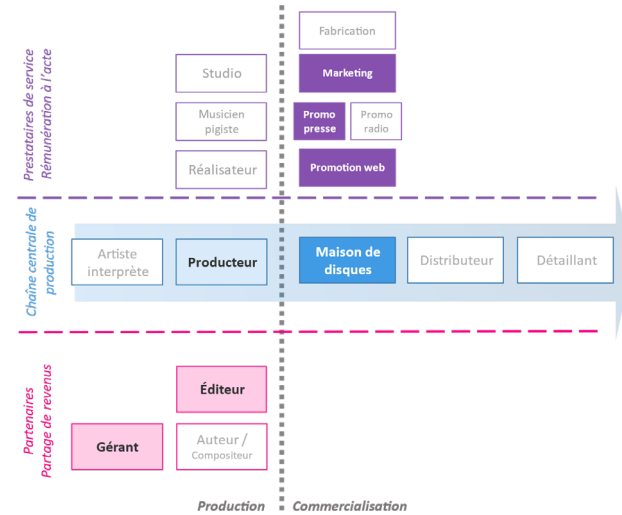 Prestataires de service
Rémunération à l'acte
Fabrication
Studio
Marketing
Musicien
pigiste
Promo
presse
Promo
radio
Réalisateur
Promotion web
Chaîne centrale de
production
Artiste
interprète
Producteur
Maison de
disques
Distributeur
Détaillant
Partenaires
Partage de revenus
Éditeur
Gérant
Auteur /
Compositeur
Production
Commercialisation